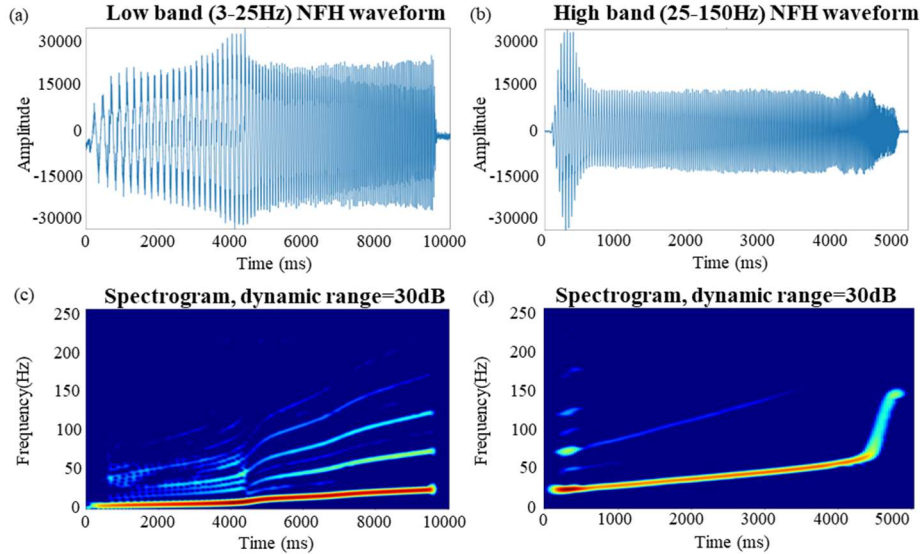 (a) Low band (3-25Hz) NFH waveform
30000
15000
0
-15000
-30000
Amplitude
0 2000 4000 6000 8000 10000
Time (ms)
(b) High band (25-150Hz) NFH waveform
30000
15000
0
-15000
-30000
Amplitude
0 1000 2000 3000 4000 5000
Time (ms)
(c) Spectrogram, dynamic range=30dB
250
200
150
100
50
0
Frequency(Hz)
0 2000 4000 6000 8000 10000
Time (ms)
(d) Spectrogram, dynamic range=30dB
250
200
150
100
50
0
Frequency(Hz)
0 1000 2000 3000 4000 5000
Time (ms)